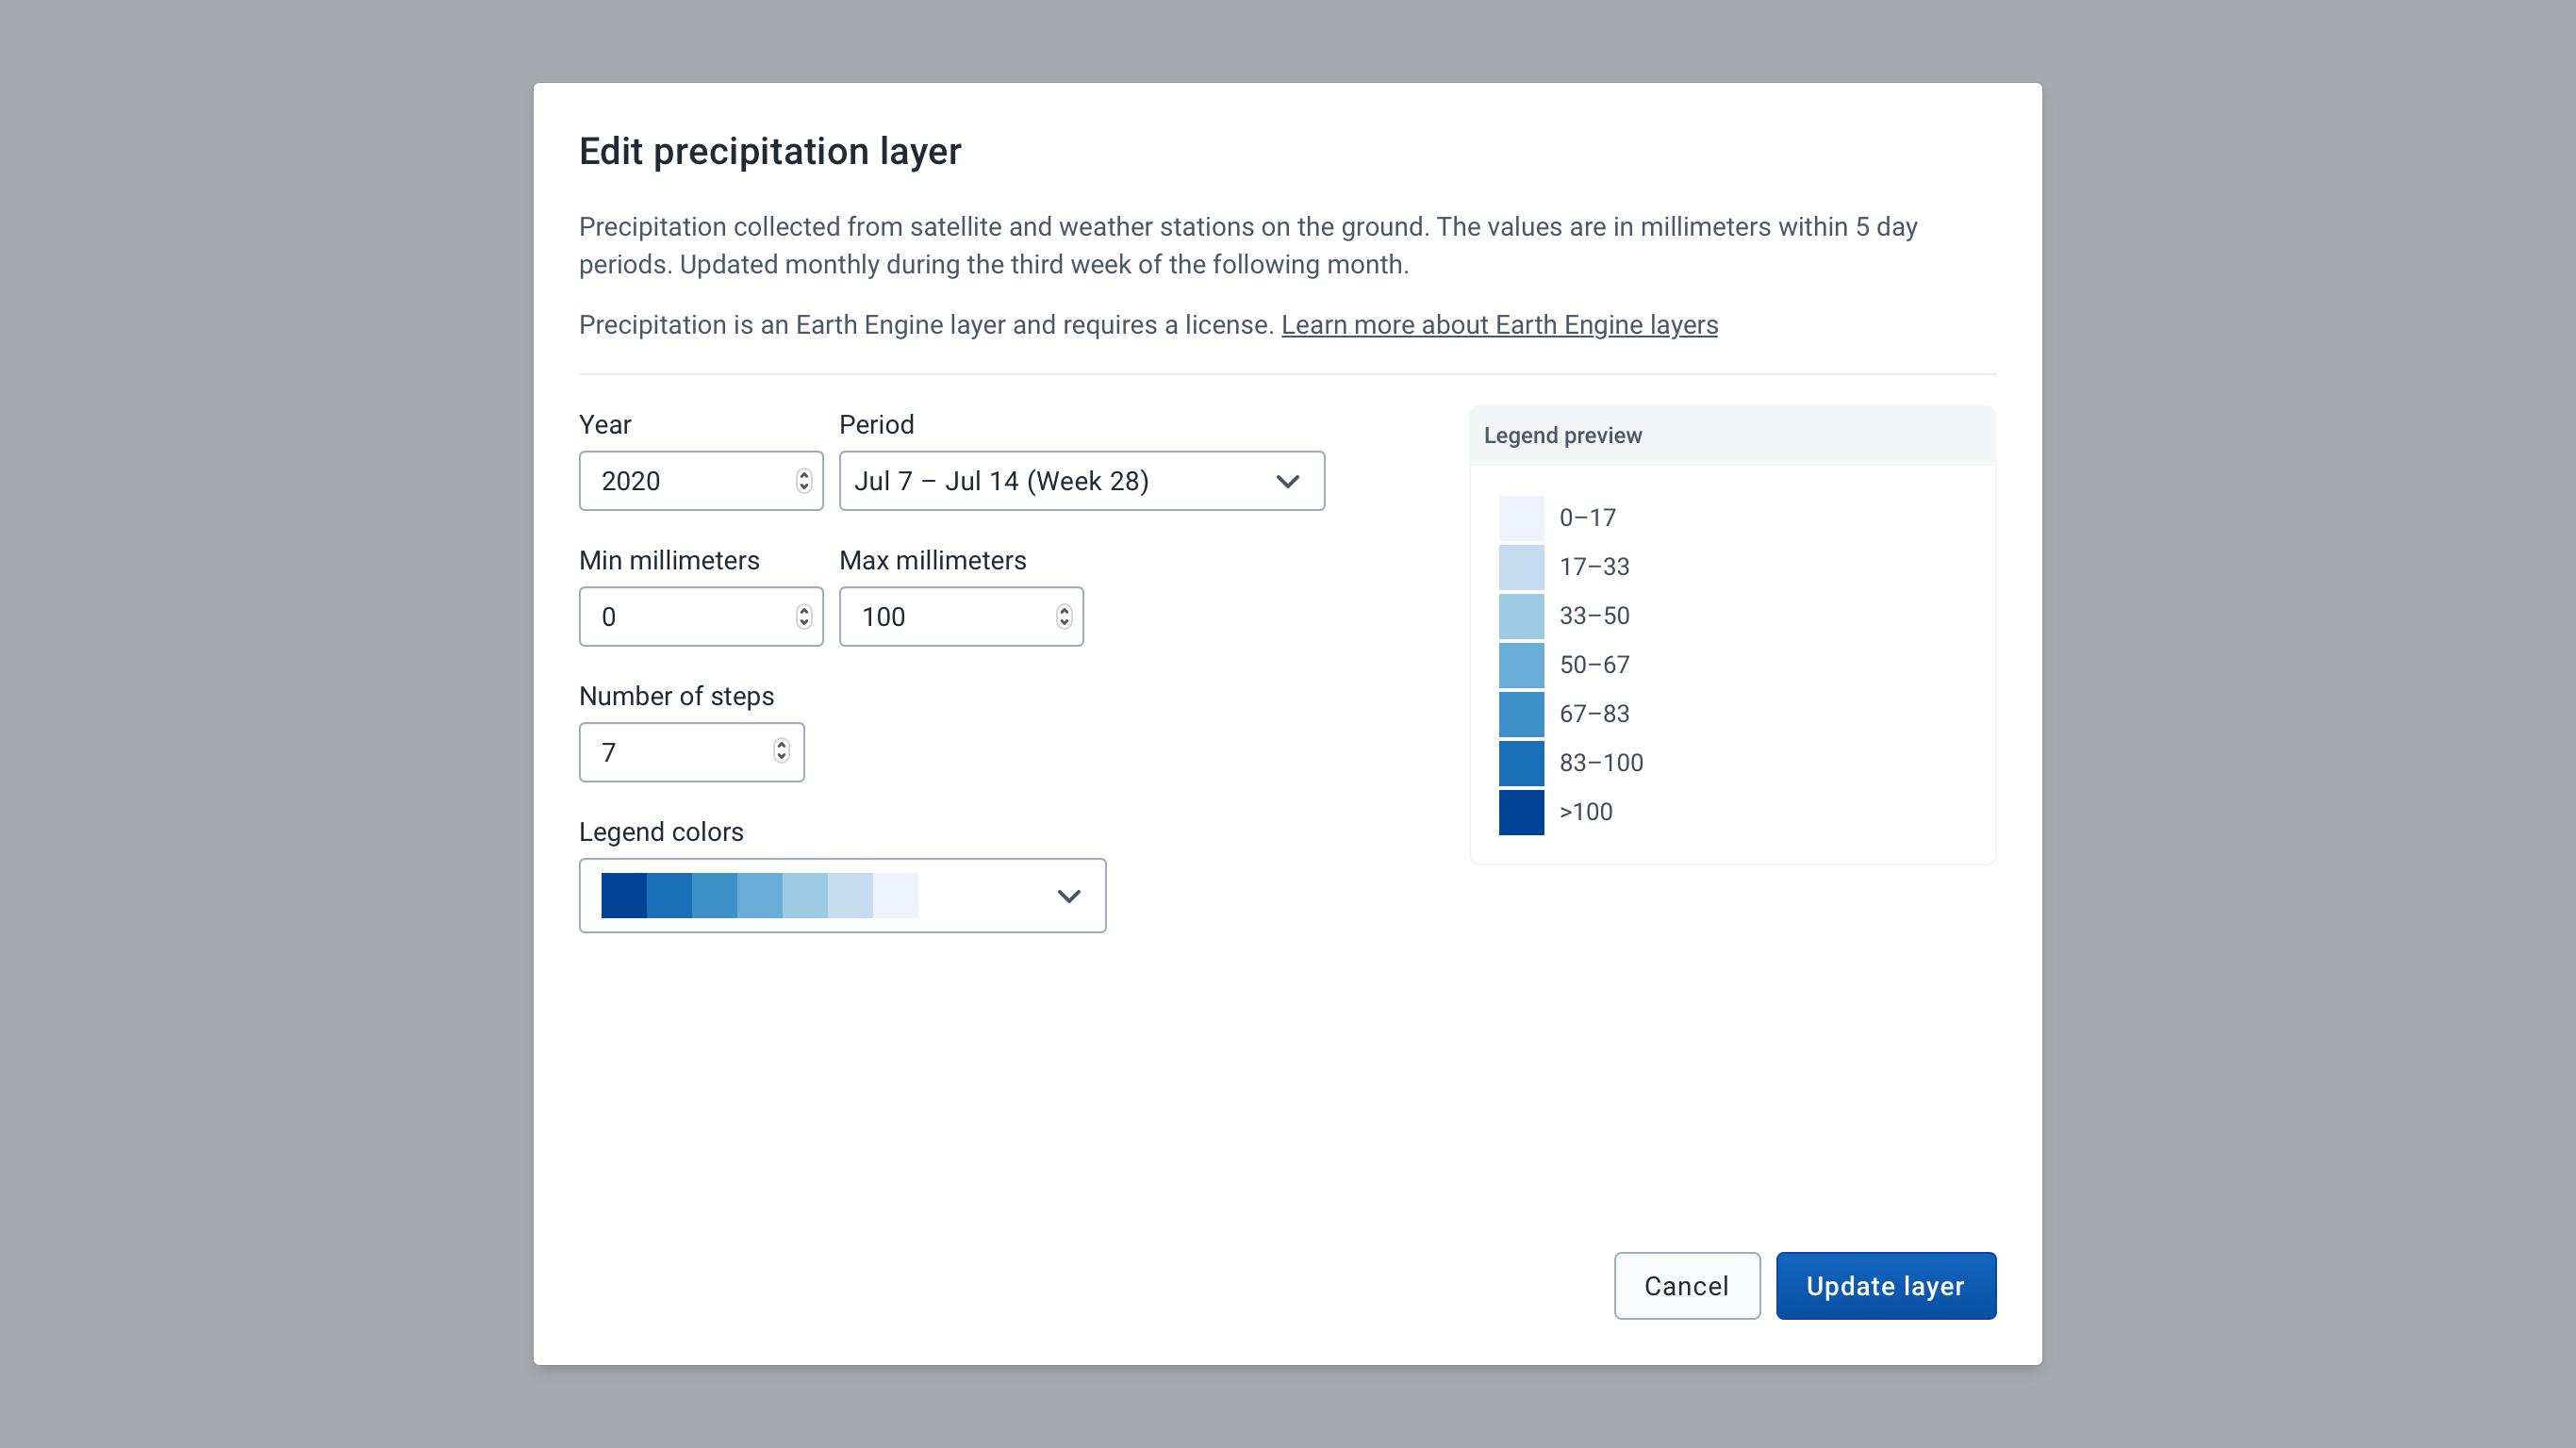 Edit precipitation layer
Precipitation collected from satellite and weather stations on the ground. The values are in millimeters within 5 day
periods. Updated monthly during the third week of the following month.
Precipitation is an Earth Engine layer and requires a license. Learn more about Earth Engine layers
Year
2020
Period
Jul 7 – Jul 14 (Week 28)
Min millimeters
0
Max millimeters
100
Number of steps
7
Legend colors
Legend preview
0–17
17–33
33–50
50–67
67–83
83–100
>100
Cancel
Update layer